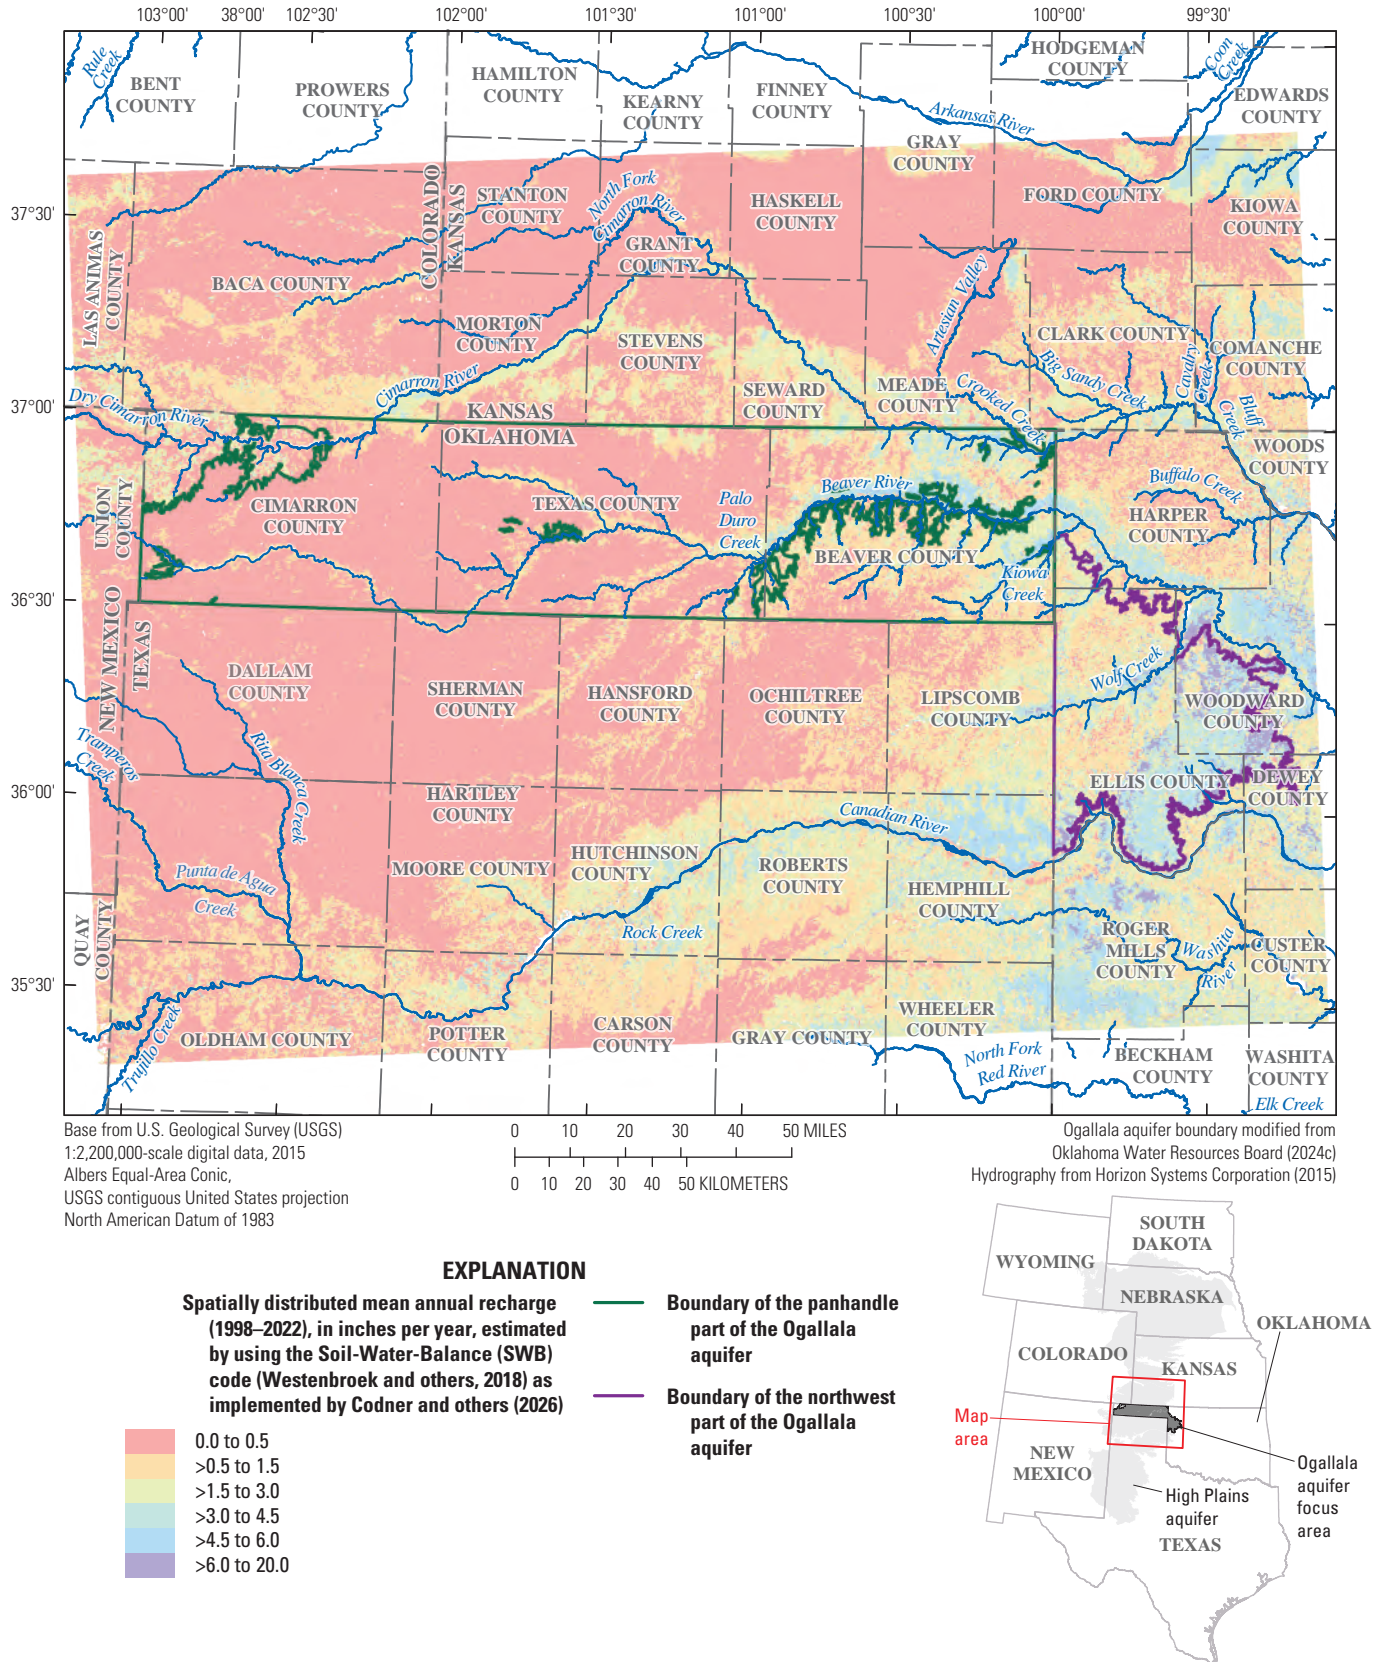 103°00' 38°00' 102°30' 102°00' 101°30' 101°00' 100°30' 100°00' 99°30'
Rule
Creek
BENT
COUNTY
PROWERS
COUNTY
HAMILTON
COUNTY
KEARNY
COUNTY
FINNEY
COUNTY
HODGEMAN
COUNTY
Coon
Creek
EDWARDS
COUNTY
Arkansas River
GRAY
COUNTY
37°30'
LAS ANIMAS
COUNTY
COLORADO
KANSAS
STANTON
COUNTY
North Fork
Cimarron River
HASKELL
COUNTY
FORD COUNTY
KIOWA
COUNTY
GRANT
COUNTY
BACA COUNTY
Artesian Valley
MORTON
COUNTY
STEVENS
COUNTY
CLARK COUNTY
COMANCHE
COUNTY
Cavalry
Creek
Big Sandy Creek
Cimarron River
SEWARD
COUNTY
MEADE
COUNTY
Crooked Creek
Bluff
Creek
37°00'
Dry Cimarron River
KANSAS
OKLAHOMA
WOODS
COUNTY
UNION
COUNTY
CIMARRON
COUNTY
TEXAS COUNTY
Palo
Duro
Creek
Beaver River
BEAVER COUNTY
Buffalo Creek
HARPER
COUNTY
Kiowa
Creek
36°30'
NEW MEXICO
TEXAS
DALLAM
COUNTY
SHERMAN
COUNTY
HANSFORD
COUNTY
OCHILTREE
COUNTY
LIPSCOMB
COUNTY
Wolf Creek
WOODWARD
COUNTY
Tramperos
Creek
Rita Blanca Creek
36°00'
HARTLEY
COUNTY
ELLIS COUNTY
DEWEY
COUNTY
Canadian River
MOORE COUNTY
HUTCHINSON
COUNTY
ROBERTS
COUNTY
HEMPHILL
COUNTY
Punta de Agua
Creek
QUAY
COUNTY
Rock Creek
ROGER
MILLS
COUNTY
Washita
River
CUSTER
COUNTY
35°30'
Trujillo Creek
OLDHAM COUNTY
POTTER
COUNTY
CARSON
COUNTY
GRAY COUNTY
WHEELER
COUNTY
North Fork
Red River
BECKHAM
COUNTY
WASHITA
COUNTY
Elk Creek
Base from U.S. Geological Survey (USGS)
1:2,200,000-scale digital data, 2015
Albers Equal-Area Conic,
USGS contiguous United States projection
North American Datum of 1983
0 10 20 30 40 50 MILES
0 10 20 30 40 50 KILOMETERS
Ogallala aquifer boundary modified from
Oklahoma Water Resources Board (2024c)
Hydrography from Horizon Systems Corporation (2015)
EXPLANATION
Spatially distributed mean annual recharge
(1998–2022), in inches per year, estimated
by using the Soil-Water-Balance (SWB)
code (Westenbroek and others, 2018) as
implemented by Codner and others (2026)
0.0 to 0.5
>0.5 to 1.5
>1.5 to 3.0
>3.0 to 4.5
>4.5 to 6.0
>6.0 to 20.0
Boundary of the panhandle
part of the Ogallala
aquifer
Boundary of the northwest
part of the Ogallala
aquifer
SOUTH
DAKOTA
WYOMING
NEBRASKA
OKLAHOMA
COLORADO
KANSAS
Map
area
NEW
MEXICO
High Plains
aquifer
Ogallala
aquifer
focus
area
TEXAS